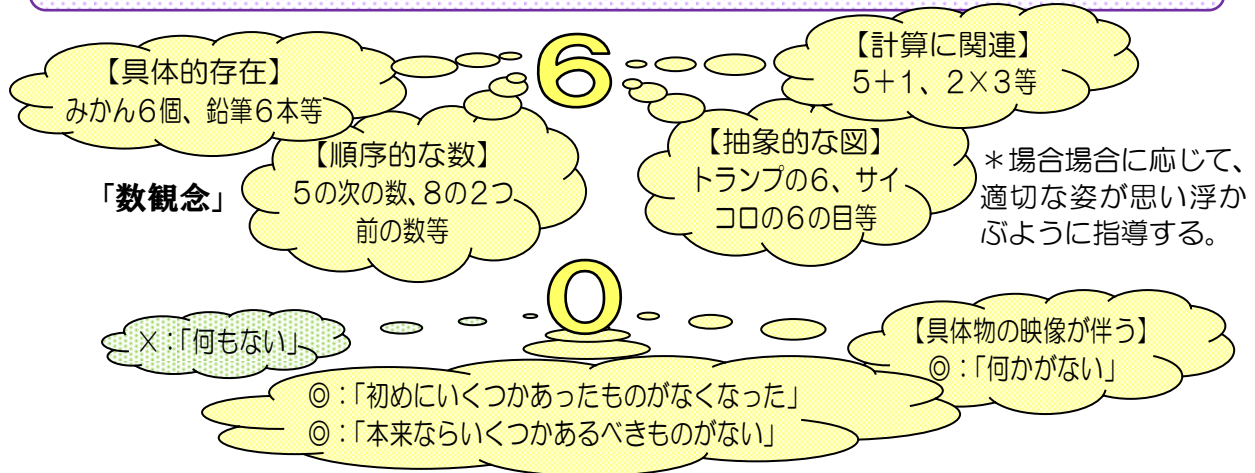 6
【具体的存在】
みかん6個、鉛筆6本等
【計算に関連】
5+1、2×3等
【順序的な数】
5の次の数、8の2つ
前の数等
【抽象的な図】
トランプの6、サイ
コロの6の目等
「数観念」
*場合場合に応じて、
適切な姿が思い浮か
ぶように指導する。
0
×:「何もない」
【具体物の映像が伴う】
◎:「何かがない」
◎:「初めにいくつかあったものがなくなった」
◎:「本来ならいくつかあるべきものがない」